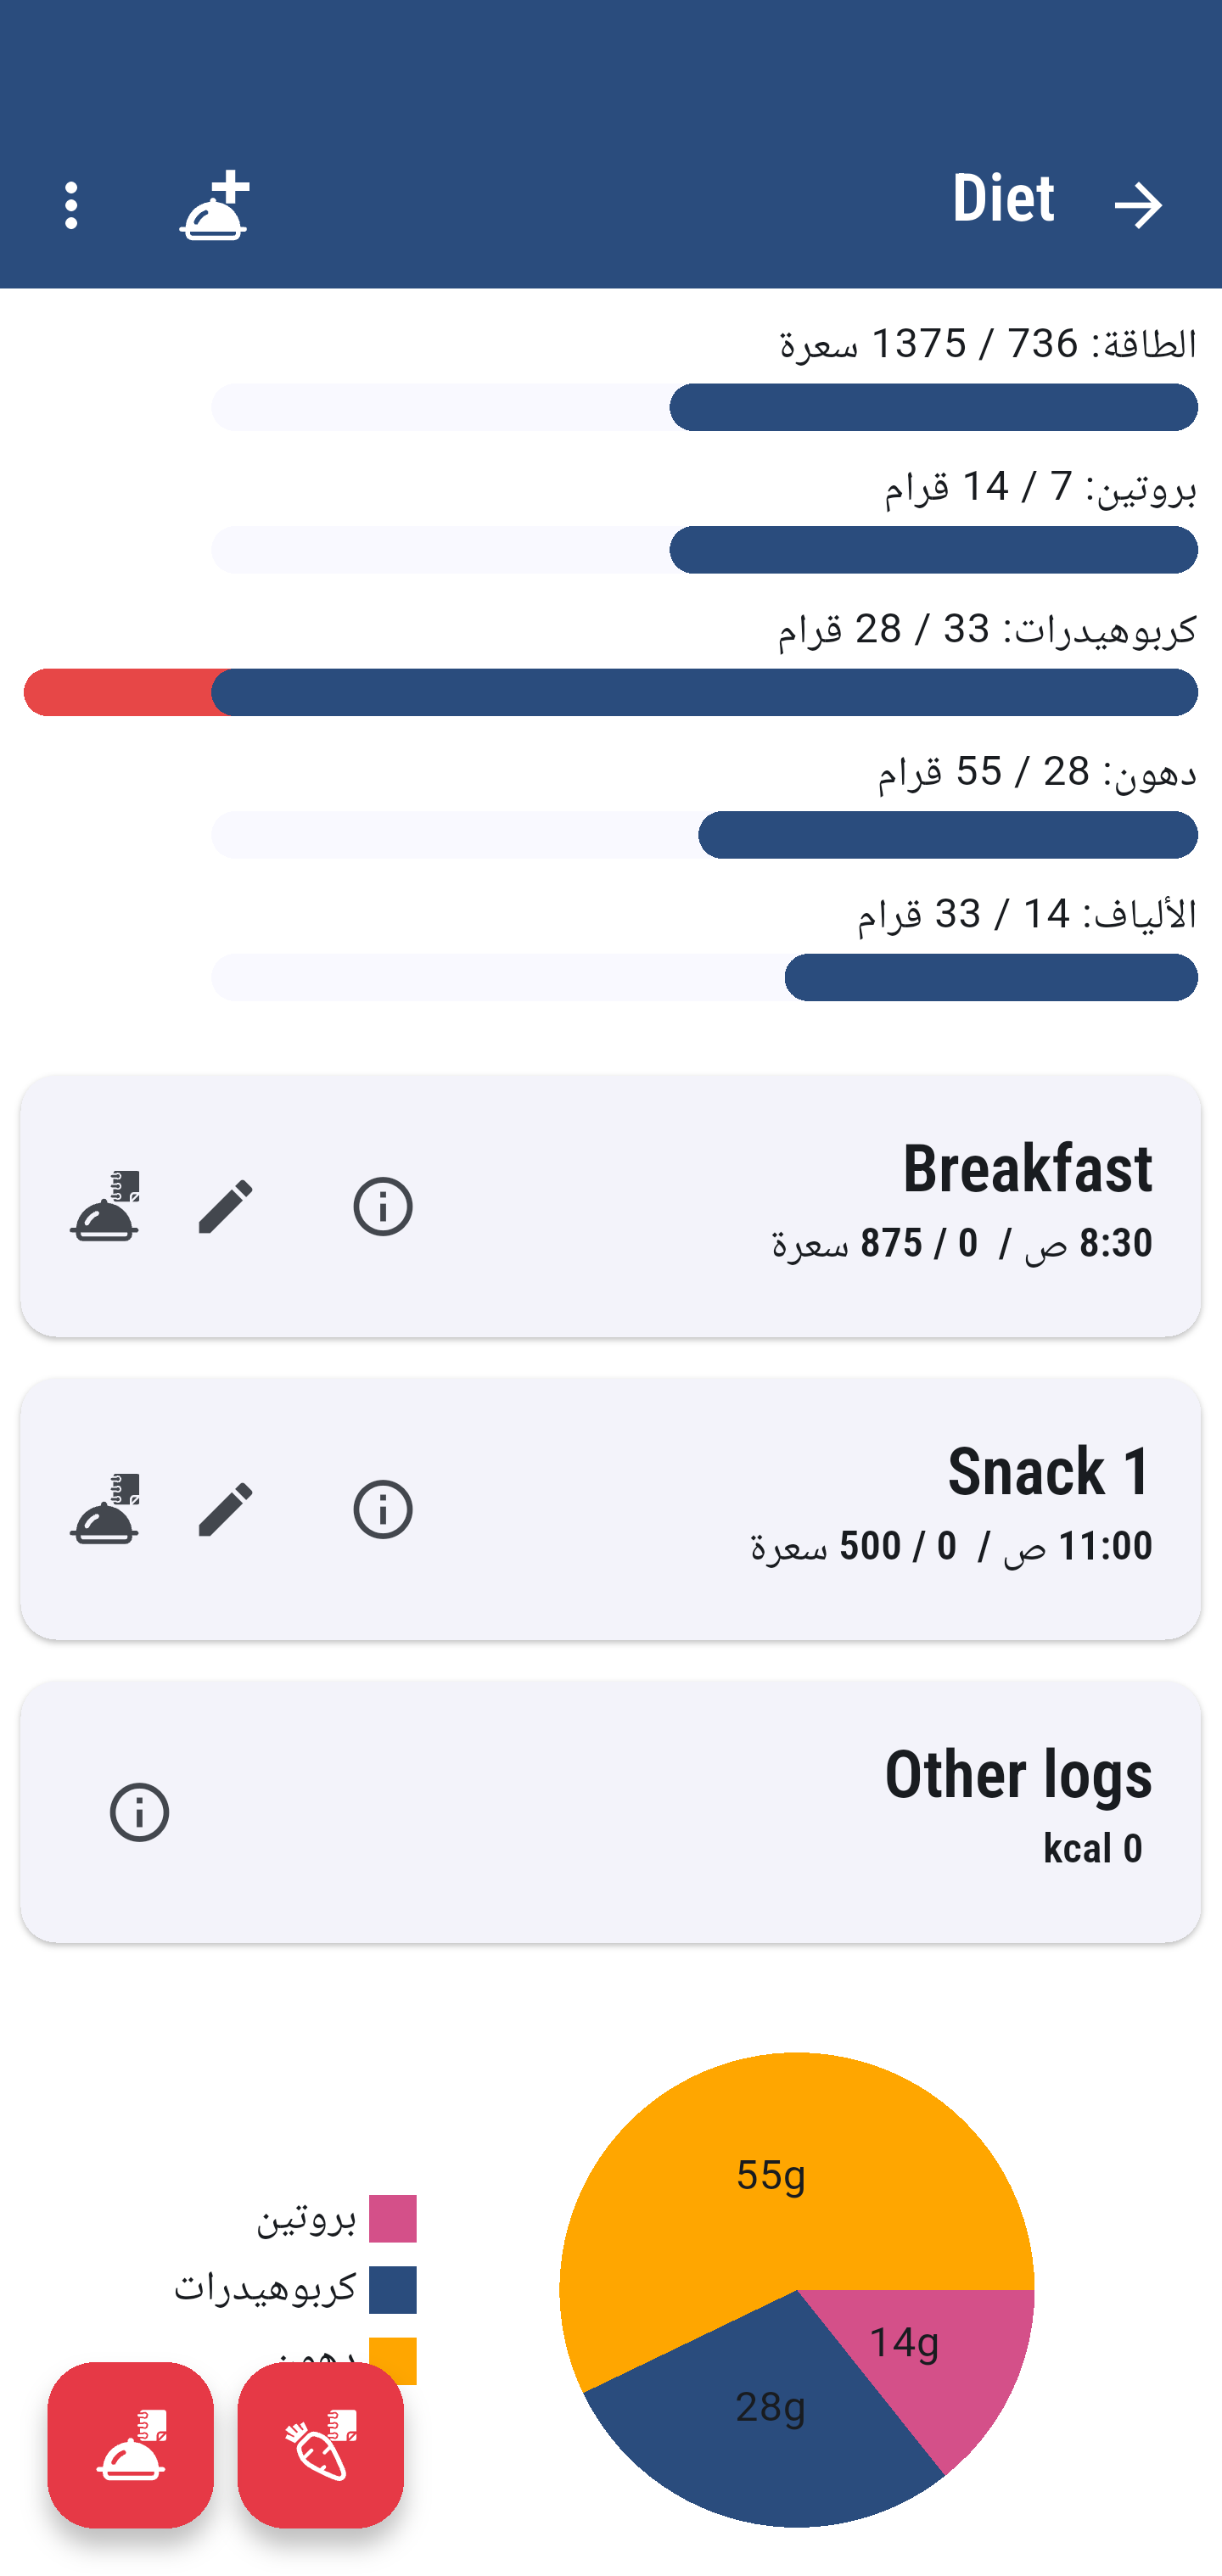 Diet
الطاقة: 736 / 1375 سعرة
بروتين: 7 / 14 قرام
كربوهيدرات: 33 / 28 قرام
دهون: 28 / 55 قرام
الألياف: 14 / 33 قرام
Breakfast
8:30 ص / 0 / 875 سعرة
Snack 1
11:00 ص / 0 / 500 سعرة
Other logs
kcal 0
55g
14g
28g
بروتين
كربوهيدرات